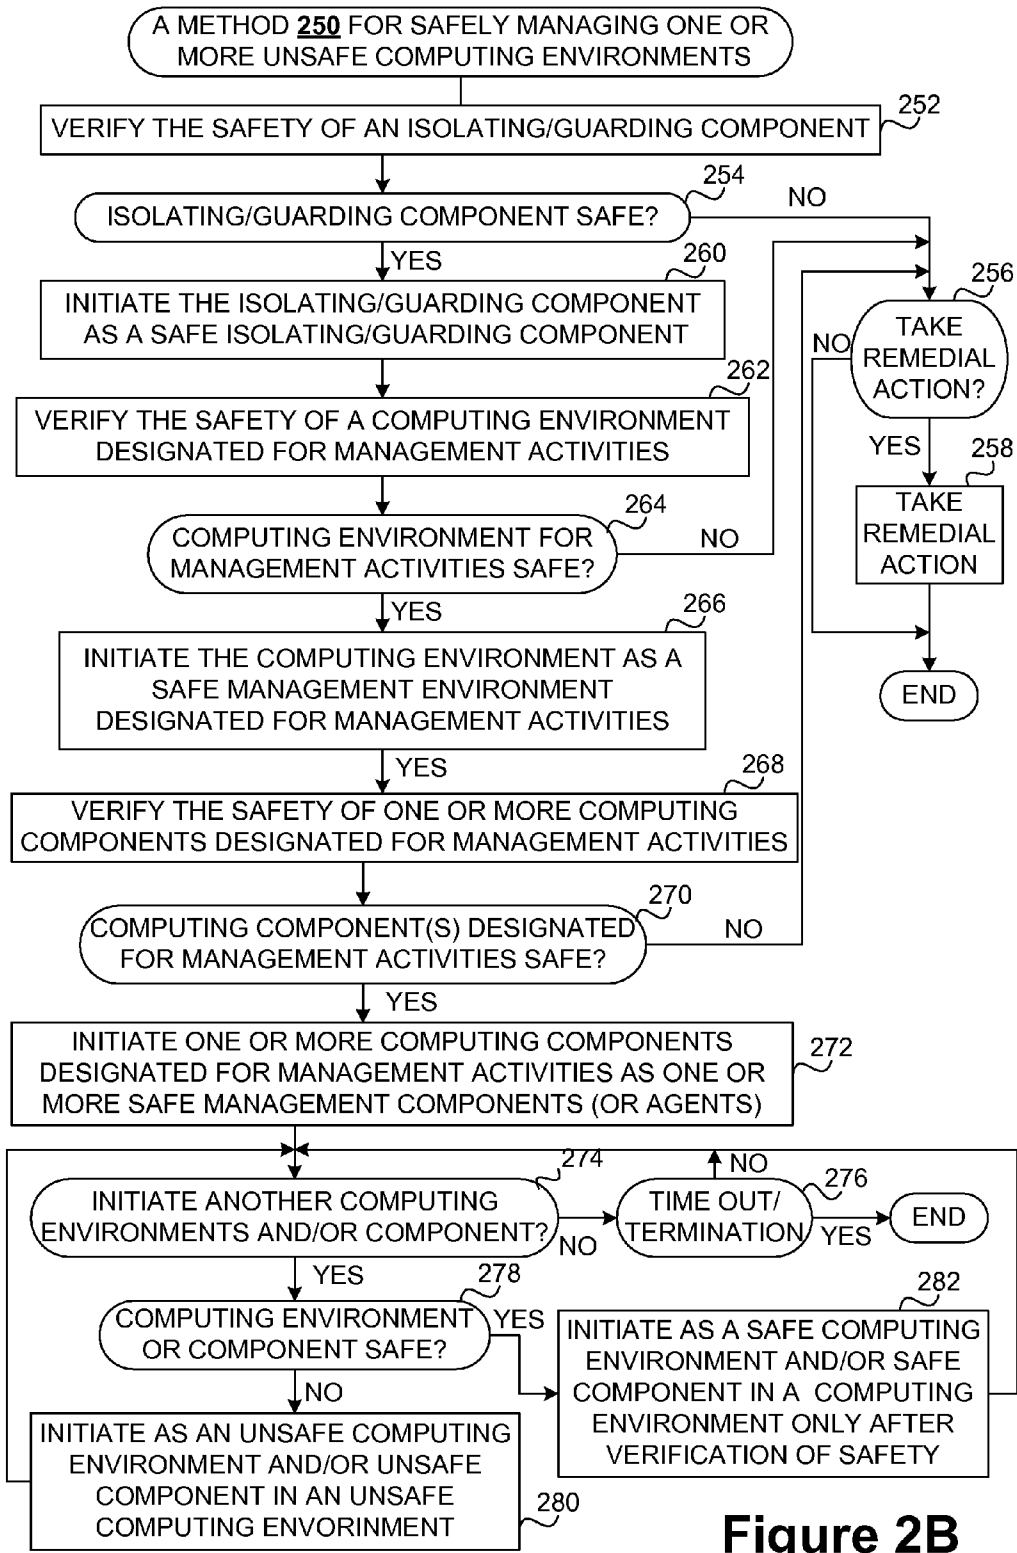 A METHOD 250 FOR SAFELY MANAGING ONE OR
MORE UNSAFE COMPUTING ENVIRONMENTS
252
VERIFY THE SAFETY OF AN ISOLATING/GUARDING COMPONENT
254
ISOLATING/GUARDING COMPONENT SAFE?
NO
YES
260
INITIATE THE ISOLATING/GUARDING COMPONENT
AS A SAFE ISOLATING/GUARDING COMPONENT
256
TAKE
REMEDIAL
ACTION?
NO
YES
258
TAKE
REMEDIAL
ACTION
END
262
VERIFY THE SAFETY OF A COMPUTING ENVIRONMENT
DESIGNATED FOR MANAGEMENT ACTIVITIES
264
COMPUTING ENVIRONMENT FOR
MANAGEMENT ACTIVITIES SAFE?
NO
YES
266
INITIATE THE COMPUTING ENVIRONMENT AS A
SAFE MANAGEMENT ENVIRONMENT
DESIGNATED FOR MANAGEMENT ACTIVITIES
YES
268
VERIFY THE SAFETY OF ONE OR MORE COMPUTING
COMPONENTS DESIGNATED FOR MANAGEMENT ACTIVITIES
270
COMPUTING COMPONENT(S) DESIGNATED
FOR MANAGEMENT ACTIVITIES SAFE?
NO
YES
272
INITIATE ONE OR MORE COMPUTING COMPONENTS
DESIGNATED FOR MANAGEMENT ACTIVITIES AS ONE OR
MORE SAFE MANAGEMENT COMPONENTS (OR AGENTS)
274
INITIATE ANOTHER COMPUTING
ENVIRONMENTS AND/OR COMPONENT?
NO
NO
276
TIME OUT/
TERMINATION
YES
END
YES
278
COMPUTING ENVIRONMENT
OR COMPONENT SAFE?
YES
NO
282
INITIATE AS A SAFE COMPUTING
ENVIRONMENT AND/OR SAFE
COMPONENT IN A COMPUTING
ENVIRONMENT ONLY AFTER
VERIFICATION OF SAFETY
INITIATE AS AN UNSAFE COMPUTING
ENVIRONMENT AND/OR UNSAFE
COMPONENT IN AN UNSAFE
COMPUTING ENVORINMENT
280
Figure 2B